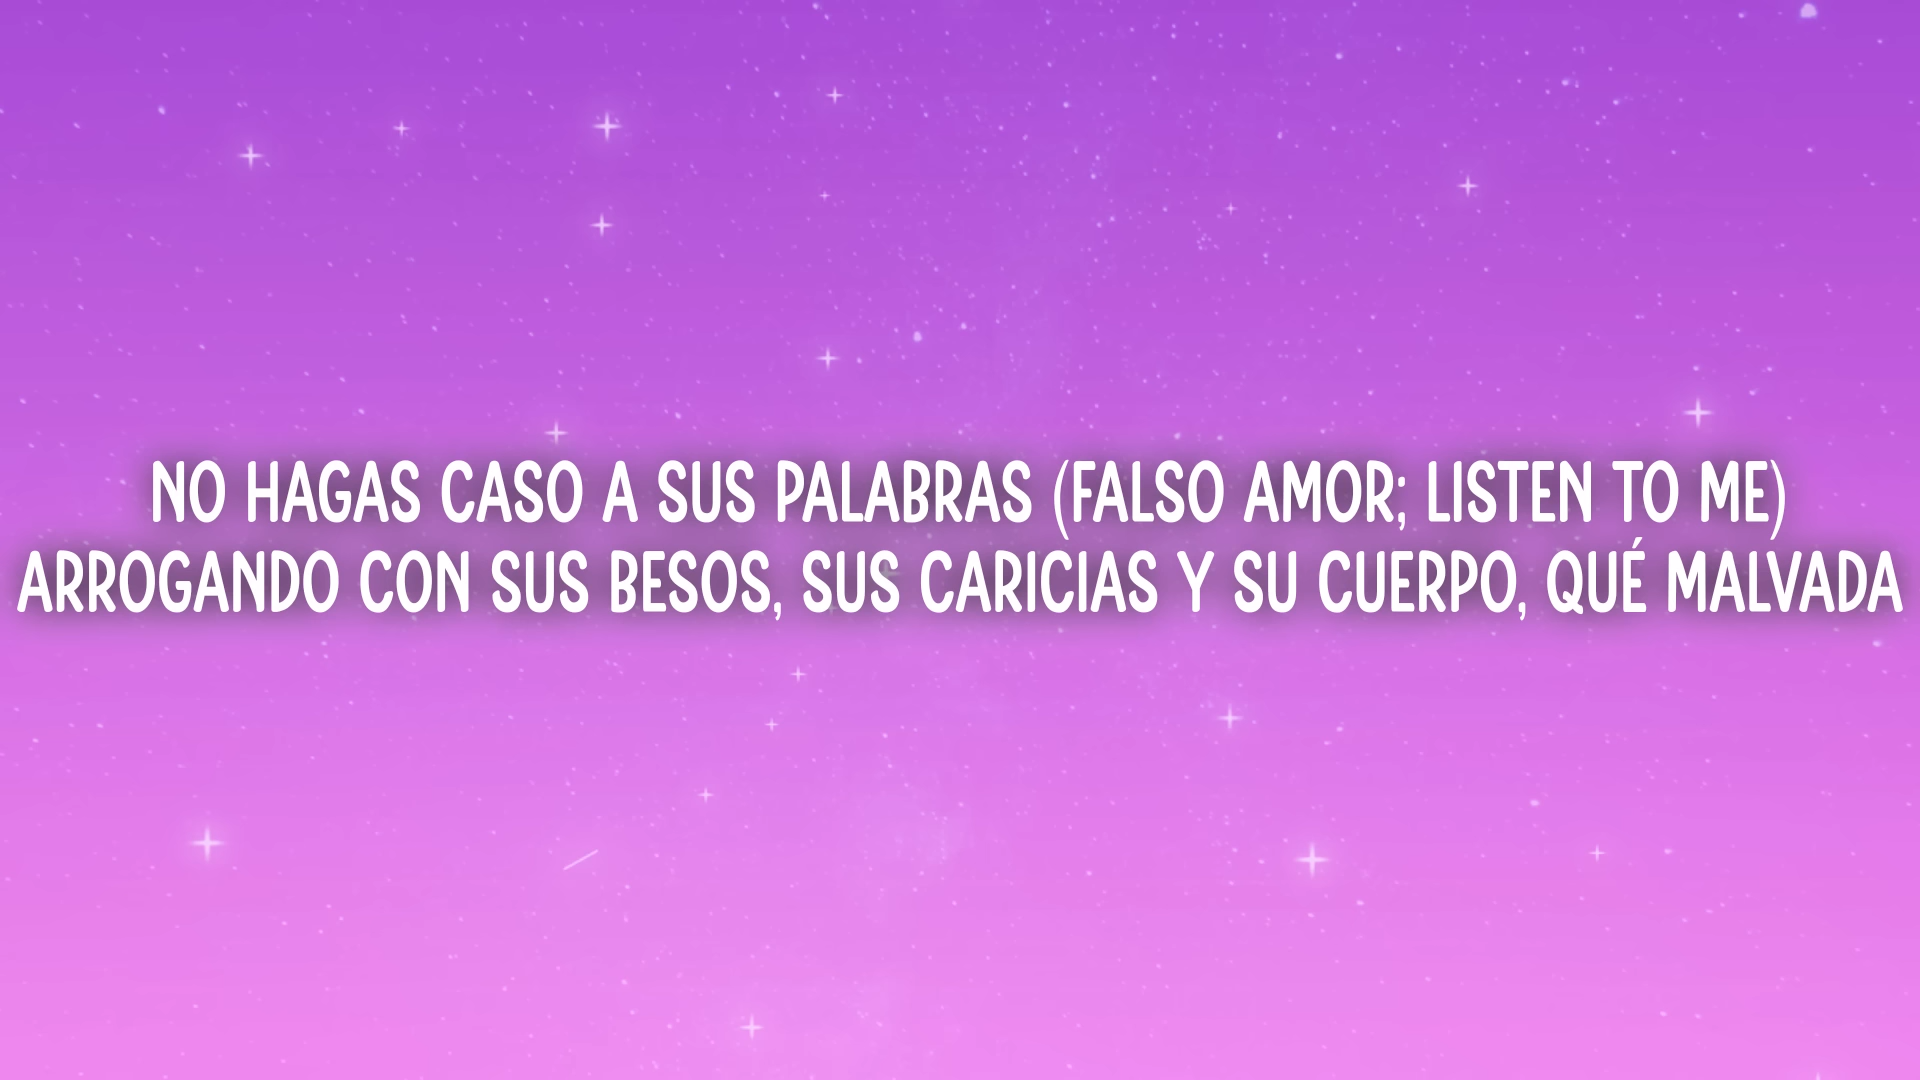 NO HAGAS CASO A SUS PALABRAS (FALSO AMOR; LISTEN TO ME)
ARROGANDO CON SUS BESOS, SUS CARICIAS Y SU CUERPO, QUÉ MALVADA